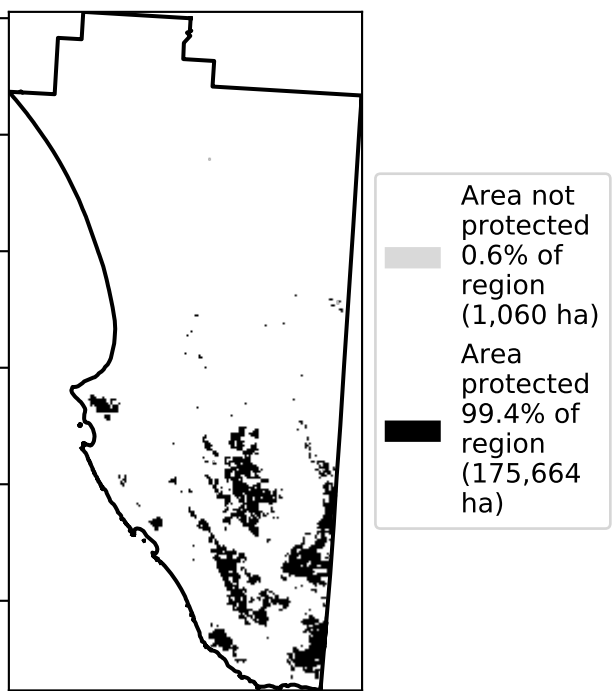 Area not
protected
0.6% of
region
(1,060 ha)
Area
protected
99.4% of
region
(175,664
ha)